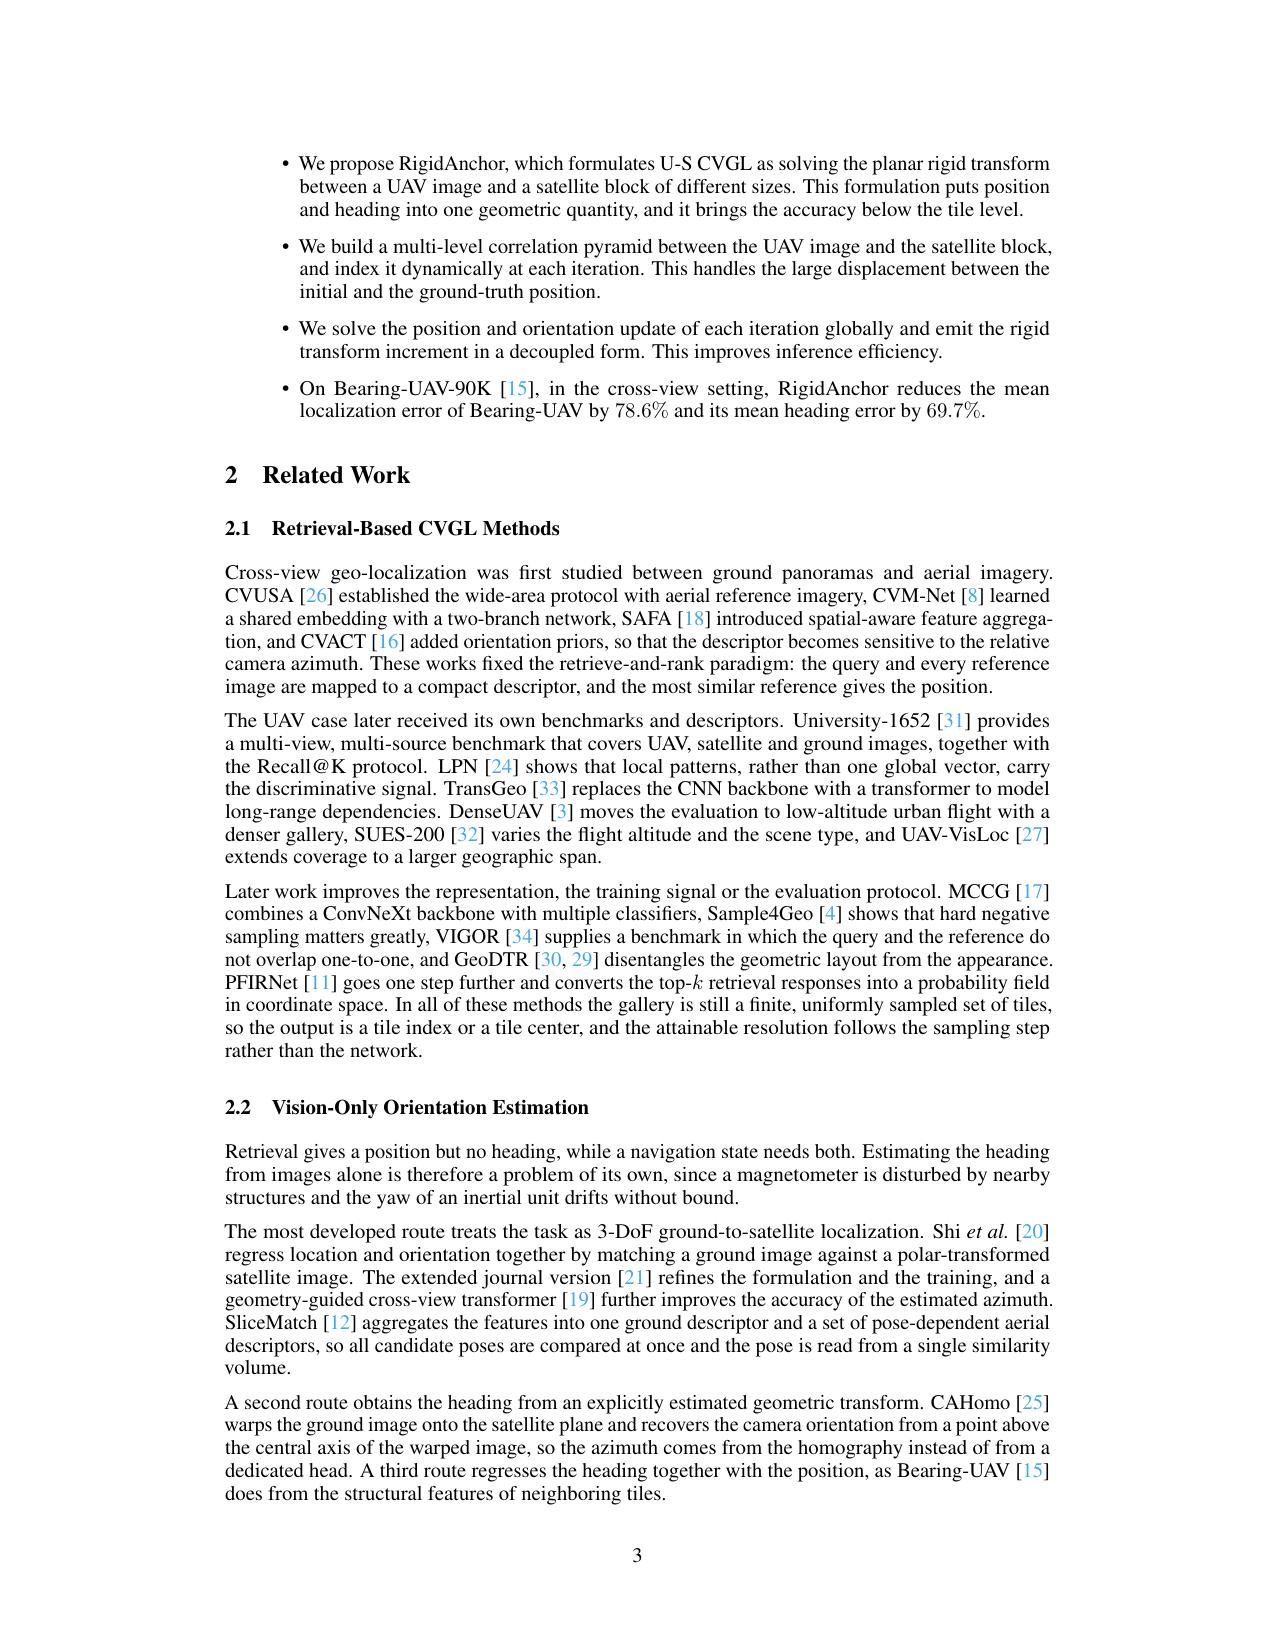 • We propose RigidAnchor, which formulates U-S CVGL as solving the planar rigid transform
between a UAV image and a satellite block of different sizes. This formulation puts position
and heading into one geometric quantity, and it brings the accuracy below the tile level.
• We build a multi-level correlation pyramid between the UAV image and the satellite block,
and index it dynamically at each iteration. This handles the large displacement between the
initial and the ground-truth position.
• We solve the position and orientation update of each iteration globally and emit the rigid
transform increment in a decoupled form. This improves inference efficiency.
• On Bearing-UAV-90K [15], in the cross-view setting, RigidAnchor reduces the mean
localization error of Bearing-UAV by 78.6% and its mean heading error by 69.7%.
2 Related Work
2.1 Retrieval-Based CVGL Methods
Cross-view geo-localization was first studied between ground panoramas and aerial imagery.
CVUSA [26] established the wide-area protocol with aerial reference imagery, CVM-Net [8] learned
a shared embedding with a two-branch network, SAFA [18] introduced spatial-aware feature aggrega-
tion, and CVACT [16] added orientation priors, so that the descriptor becomes sensitive to the relative
camera azimuth. These works fixed the retrieve-and-rank paradigm: the query and every reference
image are mapped to a compact descriptor, and the most similar reference gives the position.
The UAV case later received its own benchmarks and descriptors. University-1652 [31] provides
a multi-view, multi-source benchmark that covers UAV, satellite and ground images, together with
the Recall@K protocol. LPN [24] shows that local patterns, rather than one global vector, carry
the discriminative signal. TransGeo [33] replaces the CNN backbone with a transformer to model
long-range dependencies. DenseUAV [3] moves the evaluation to low-altitude urban flight with a
denser gallery, SUES-200 [32] varies the flight altitude and the scene type, and UAV-VisLoc [27]
extends coverage to a larger geographic span.
Later work improves the representation, the training signal or the evaluation protocol. MCCG [17]
combines a ConvNeXt backbone with multiple classifiers, Sample4Geo [4] shows that hard negative
sampling matters greatly, VIGOR [34] supplies a benchmark in which the query and the reference do
not overlap one-to-one, and GeoDTR [30, 29] disentangles the geometric layout from the appearance.
PFIRNet [11] goes one step further and converts the top-k retrieval responses into a probability field
in coordinate space. In all of these methods the gallery is still a finite, uniformly sampled set of tiles,
so the output is a tile index or a tile center, and the attainable resolution follows the sampling step
rather than the network.
2.2 Vision-Only Orientation Estimation
Retrieval gives a position but no heading, while a navigation state needs both. Estimating the heading
from images alone is therefore a problem of its own, since a magnetometer is disturbed by nearby
structures and the yaw of an inertial unit drifts without bound.
The most developed route treats the task as 3-DoF ground-to-satellite localization. Shi et al. [20]
regress location and orientation together by matching a ground image against a polar-transformed
satellite image. The extended journal version [21] refines the formulation and the training, and a
geometry-guided cross-view transformer [19] further improves the accuracy of the estimated azimuth.
SliceMatch [12] aggregates the features into one ground descriptor and a set of pose-dependent aerial
descriptors, so all candidate poses are compared at once and the pose is read from a single similarity
volume.
A second route obtains the heading from an explicitly estimated geometric transform. CAHomo [25]
warps the ground image onto the satellite plane and recovers the camera orientation from a point above
the central axis of the warped image, so the azimuth comes from the homography instead of from a
dedicated head. A third route regresses the heading together with the position, as Bearing-UAV [15]
does from the structural features of neighboring tiles.
3